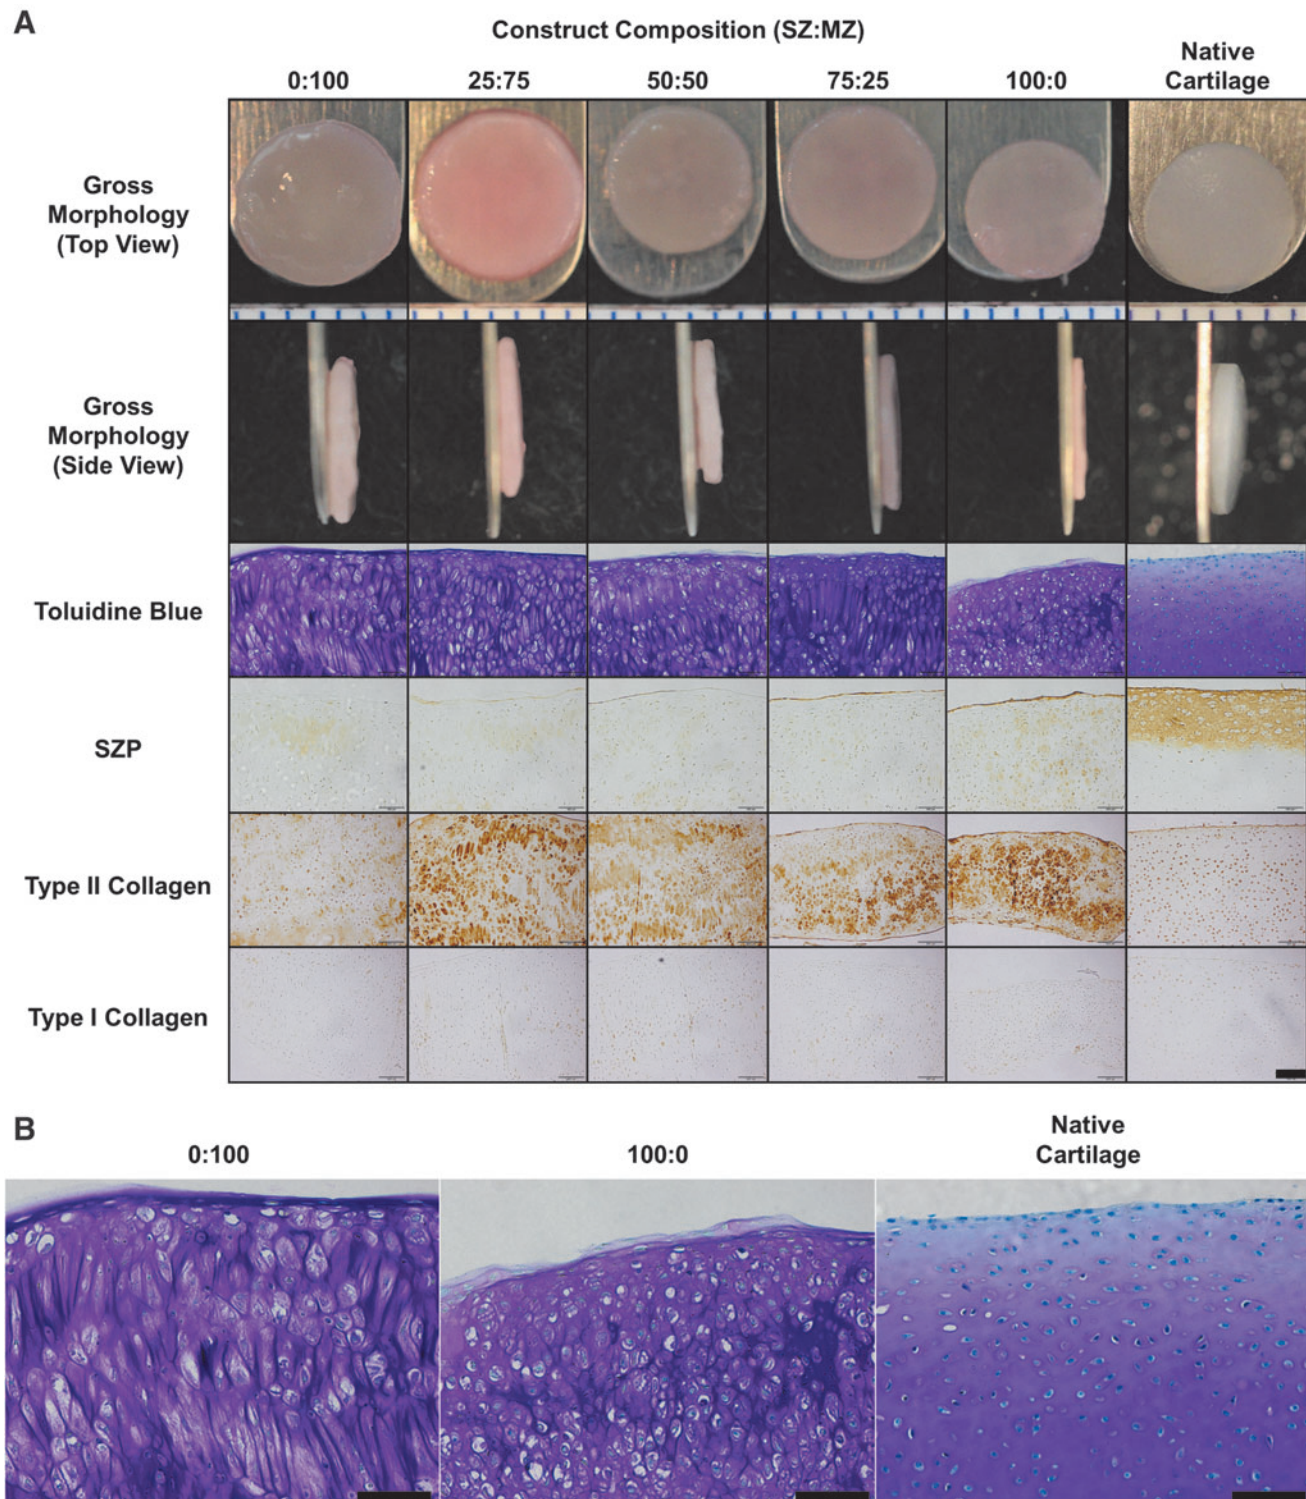 A
Construct Composition (SZ:MZ)
0:100 25:75 50:50 75:25 100:0 Native Cartilage
Gross
Morphology
(Top View)
Gross
Morphology
(Side View)
Toluidine Blue
SZP
Type II Collagen
Type I Collagen
B
0:100 100:0 Native Cartilage